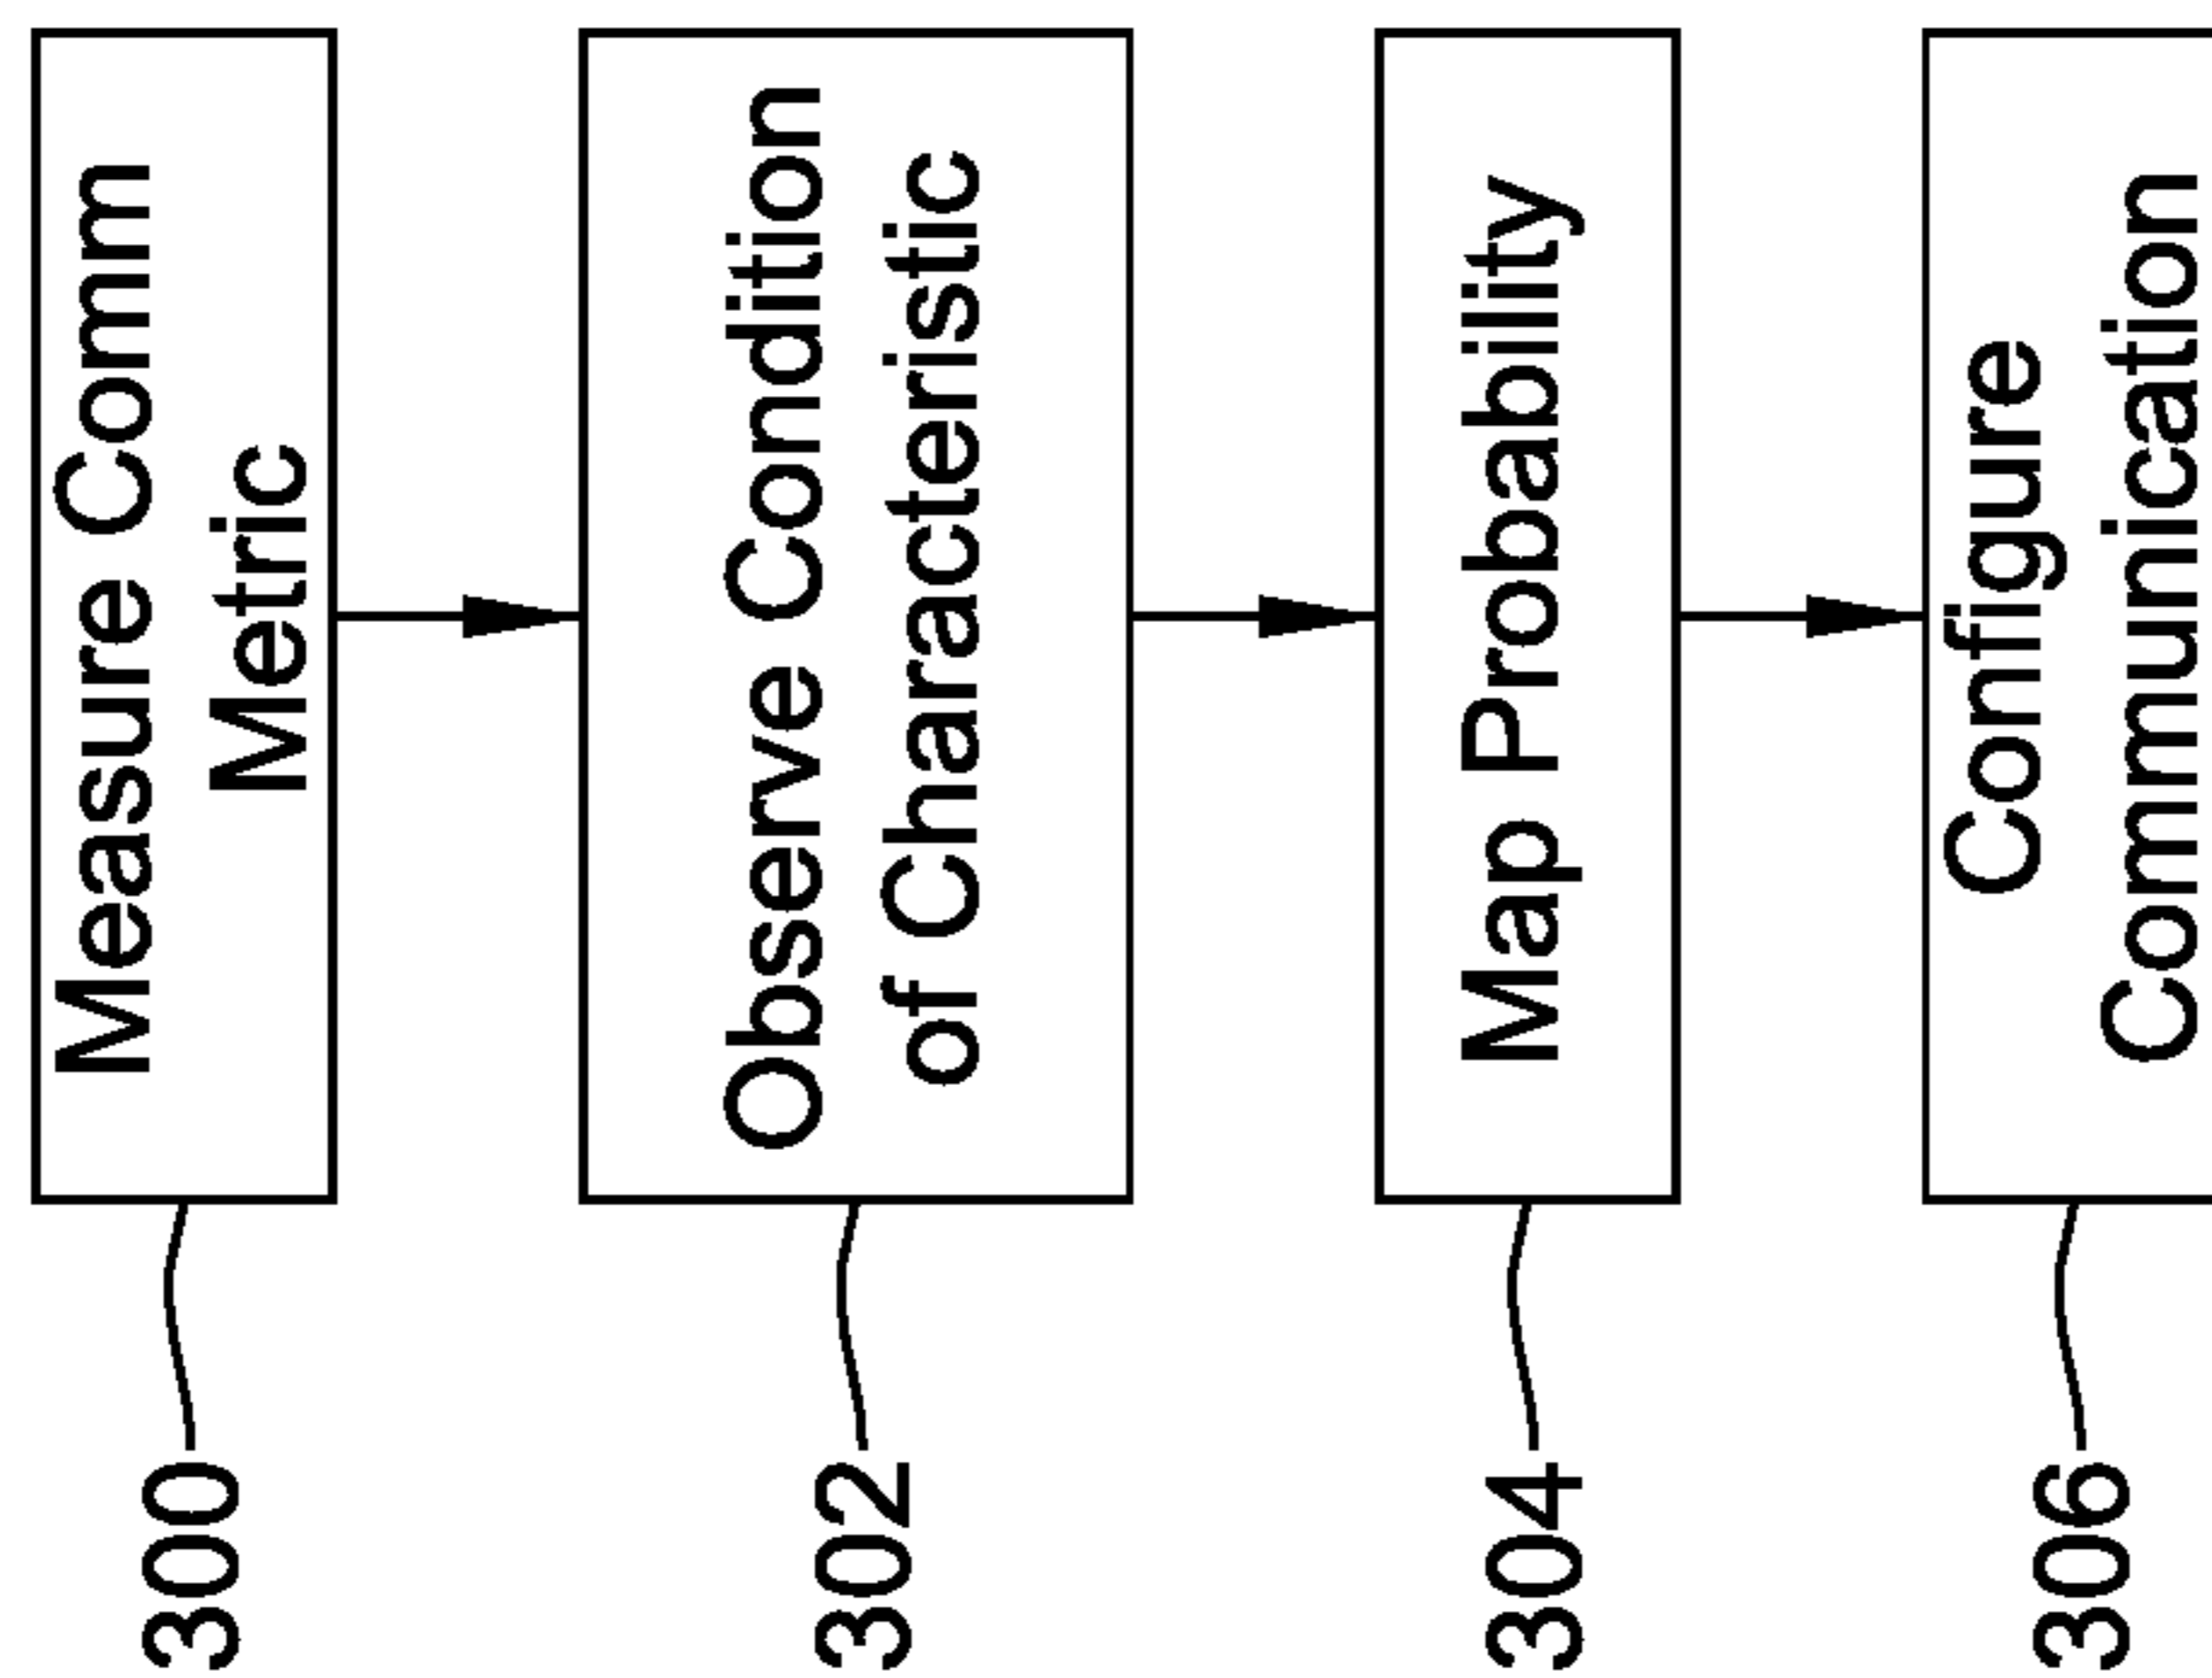 300
Measure Comm
Metric
302
Observe Condition
of Characteristic
304
Map Probability
306
Configure
Communication